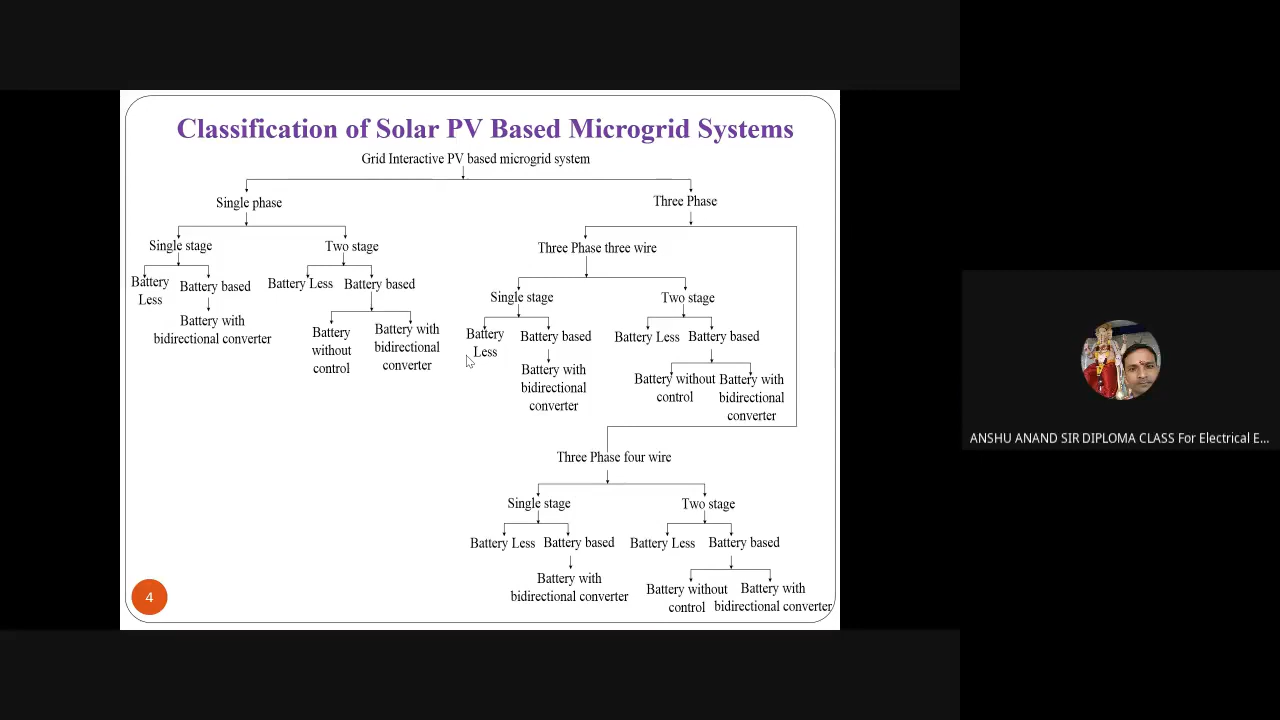 Classification of Solar PV Based Microgrid Systems
Grid Interactive PV based microgrid system
Single phase
Three Phase
Single stage
Two stage
Three Phase three wire
Battery
Less
Battery based
Battery Less
Battery based
Battery with
bidirectional converter
Battery
without
control
Battery with
bidirectional
converter
Single stage
Two stage
Battery
Less
Battery based
Battery Less
Battery based
Battery with
bidirectional
converter
Battery without
control
Battery with
bidirectional
converter
Three Phase four wire
Single stage
Two stage
Battery Less
Battery based
Battery Less
Battery based
Battery with
bidirectional converter
Battery without
control
Battery with
bidirectional converter
4
ANSHU ANAND SIR DIPLOMA CLASS For Electrical E...